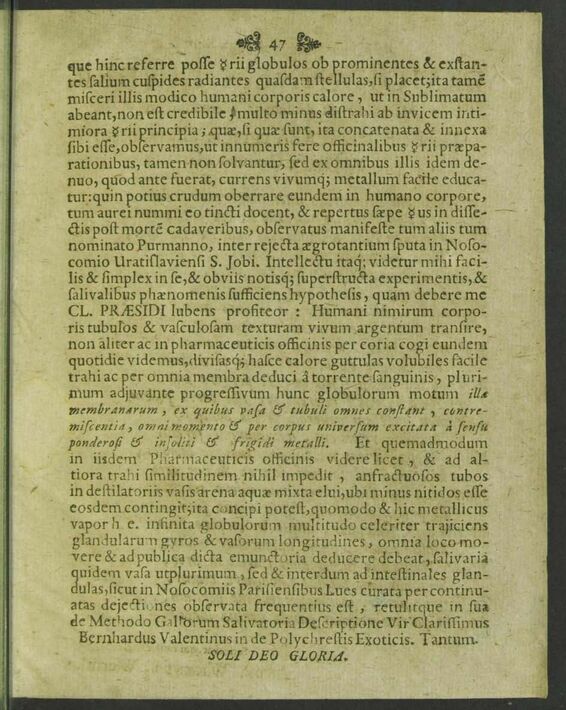 47
que hinc referre posse ☿rii globulos ob prominentes & exstan-
tes salium cuspides radiantes quasdam stellulas, si placet; ita tamē
misceri illis modico humani corporis calore, ut in Sublimatum
abeant, non est credibile; multo minus distrahi ab invicem inti-
miora ☿rii principia; quæ, si quæ sunt, ita concatenata & innexa
sibi esse, observamus, ut innumeris fere officinalibus ☿rii præpa-
rationibus, tamen non solvantur, sed ex omnibus illis idem de-
nuo, quod ante fuerat, currens vivumq; metallum facile educa-
tur: quin potius crudum oberrare eundem in humano corpore,
tum aurei nummi eo tincti docent, & repertus sæpe ☿us in disse-
ctis post mortē cadaveribus, observatus manifeste tum aliis tum
nominato Purmanno, inter rejecta ægrotantium sputa in Noso-
comio Uratislaviensi S. Jobi. Intellectu itaq; videtur mihi faci-
lis & simplex in se, & obviis notisq; superstructa experimentis, &
salivalibus phænomenis sufficiens hypothesis, quam debere me
CL. PRÆSIDI lubens profiteor: Humani nimirum corpo-
ris tubulos & vasculosam texturam vivum argentum transire,
non aliter ac in pharmaceuticis officinis per coria cogi eundem
quotidie videmus, divisasq; hasce calore guttulas volubiles facile
trahi ac per omnia membra deduci â torrente sanguinis, pluri-
mum adjuvante progressivum hunc globulorum motum illa
membranarum, ex quibus vasa & tubuli omnes constant, contre-
miscentia, omni momento & per corpus universum excitata à sensu
ponderosi & insoliti & frigidi metalli. Et quemadmodum
in iisdem Pharmaceuticis officinis videre licet, & ad al-
tiora trahi similitudinem nihil impedit, anfractuosos tubos
in destilatoriis vasis arena aquæ mixta elui, ubi minus nitidos esse
eosdem contingit; ita concipi potest, quomodo & hic metallicus
vapor h e. infinita globulorum multitudo celeriter trajiciens
glandularum gyros & vasorum longitudines, omnia loco mo-
vere & ad publica dicta emunctoria deducere debeat, salivaria
quidem vasa utplurimum, sed & interdum ad intestinales glan-
dulas, sicut in Nosocomiis Parisiensibus Lues curata per continu-
atas dejectiones observata frequentius est, retulitque in sua
de Methodo Gallorum Salivatoria Descriptione Vir Clarissimus
Bernhardus Valentinus in de Polychrestis Exoticis. Tantum.
SOLI DEO GLORIA.